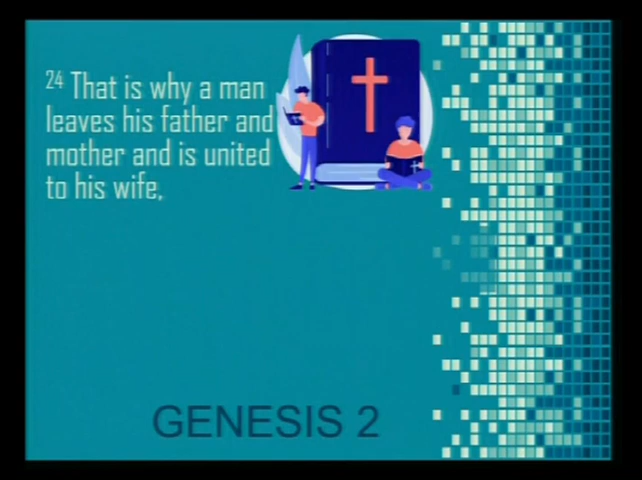 24 That is why a man
leaves his father and
mother and is united
to his wife,
GENESIS 2